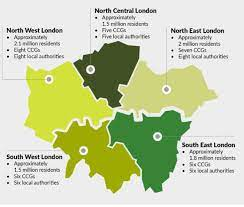 North Central London
• Approximately
1.5 million residents
• Five CCGs
• Five local authorities
North West London
• Approximately
2.1 million residents
• Eight CCGs
• Eight local authorities
North East London
• Approximately
2 million residents
• Seven CCGs
• Eight local authorities
South West London
• Approximately
1.5 million residents
• Six CCGs
• Six local authorities
South East London
• Approximately
1.8 million residents
• Six CCGs
• Six local authorities